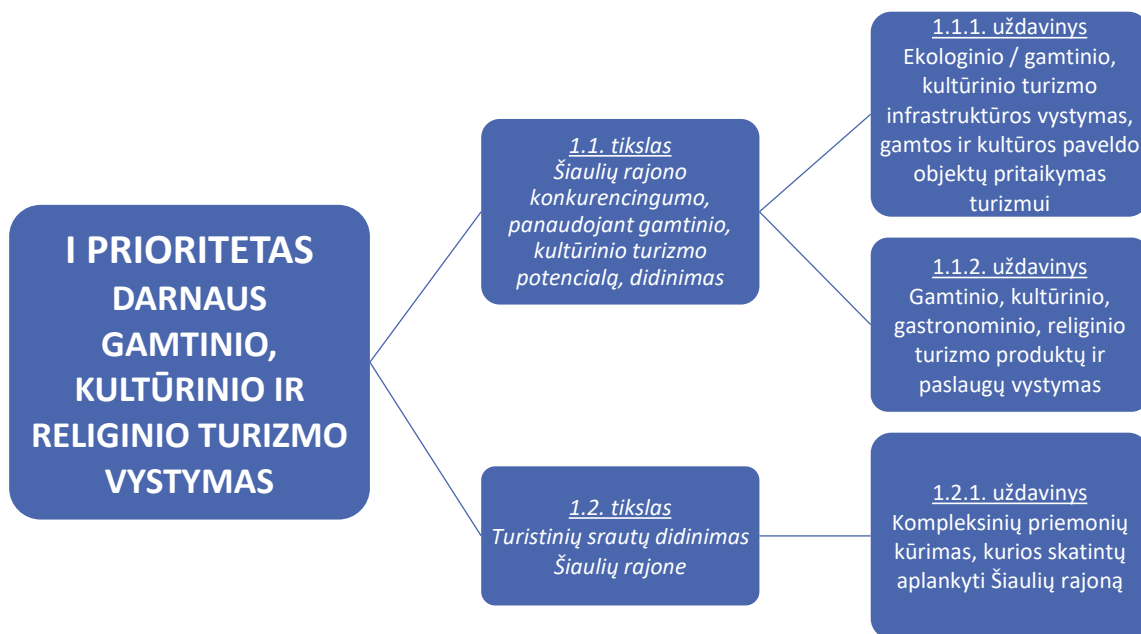 I PRIORITETAS
DARNAUS
GAMTINIO,
KULTŪRINIO IR
RELIGINIO TURIZMO
VYSTYMAS
1.1. tikslas
Šiaulių rajono
konkurencingumo,
panaudojant gamtinio,
kultūrinio turizmo
potencialą, didinimas
1.1.1. uždavinys
Ekologinio / gamtinio,
kultūrinio turizmo
infrastruktūros vystymas,
gamtos ir kultūros paveldo
objektų pritaikymas
turizmui
1.1.2. uždavinys
Gamtinio, kultūrinio,
gastronominio, religinio
turizmo produktų ir
paslaugų vystymas
1.2. tikslas
Turistinių srautų didinimas
Šiaulių rajone
1.2.1. uždavinys
Kompleksinių priemonių
kūrimas, kurios skatintų
aplankyti Šiaulių rajoną